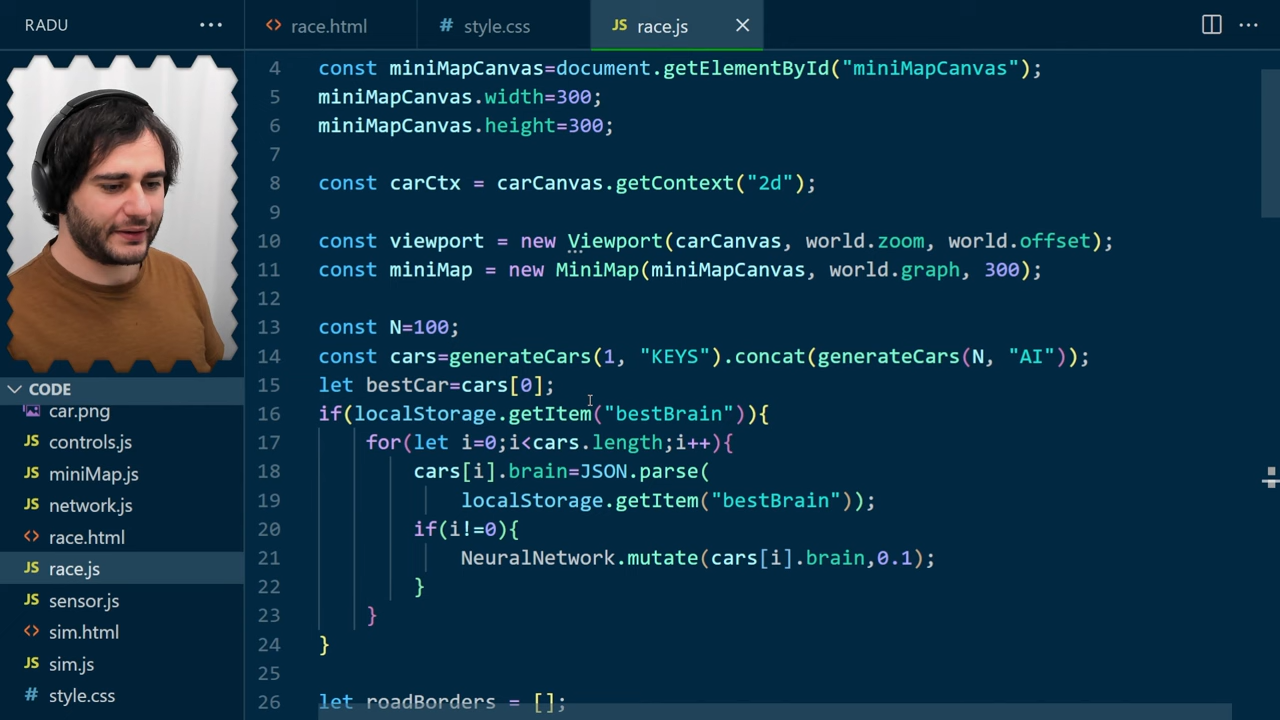 RADU
race.html
style.css
race.js
CODE
car.png
controls.js
miniMap.js
network.js
race.html
race.js
sensor.js
sim.html
sim.js
style.css
4 const miniMapCanvas=document.getElementById("miniMapCanvas");
5 miniMapCanvas.width=300;
6 miniMapCanvas.height=300;
7
8 const carCtx = carCanvas.getContext("2d");
9
10 const viewport = new Viewport(carCanvas, world.zoom, world.offset);
11 const miniMap = new MiniMap(miniMapCanvas, world.graph, 300);
12
13 const N=100;
14 const cars=generateCars(1, "KEYS").concat(generateCars(N, "AI"));
15 let bestCar=cars[0];
16 if(localStorage.getItem("bestBrain")){
17 for(let i=0;i<cars.length;i++){
18 cars[i].brain=JSON.parse(
19 localStorage.getItem("bestBrain"));
20 if(i!=0){
21 NeuralNetwork.mutate(cars[i].brain,0.1);
22 }
23 }
24 }
25
26 let roadBorders = [];